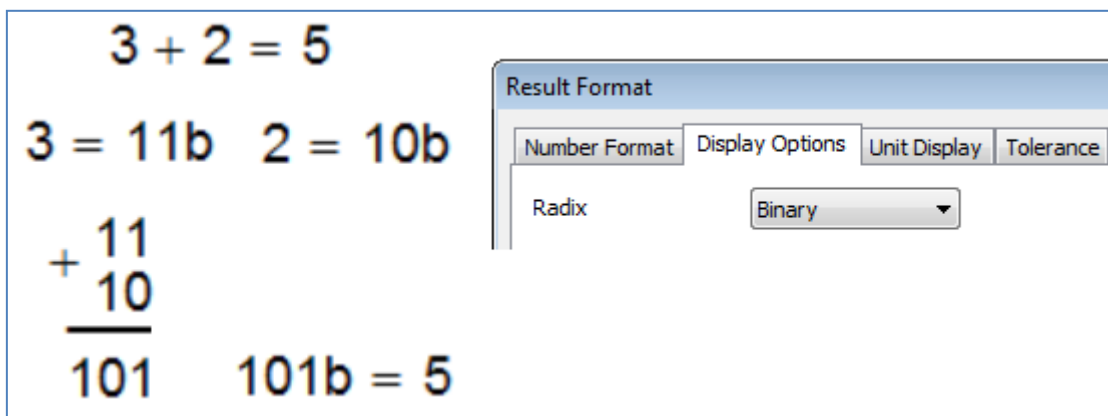 3 + 2 = 5
3 = 11b 2 = 10b
+ 11
10
101 101b = 5
Result Format
Number Format Display Options Unit Display Tolerance
Radix Binary